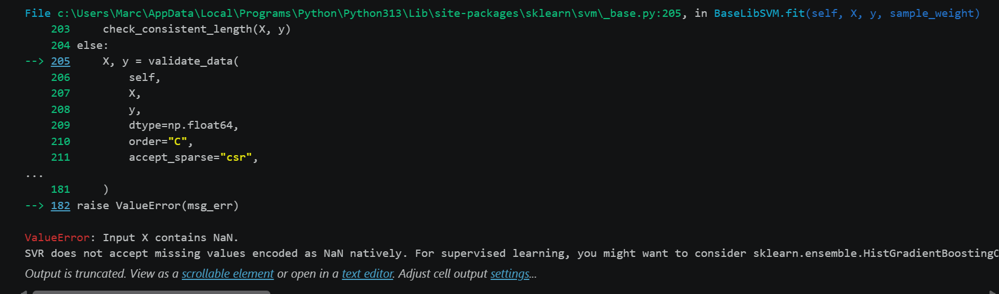 File c:\Users\Marc\AppData\Local\Programs\Python\Python313\Lib\site-packages\sklearn\svm\_base.py:205, in BaseLibSVM.fit(self, X, y, sample_weight)
    203     check_consistent_length(X, y)
    204 else:
--> 205     X, y = validate_data(
    206         self,
    207         X,
    208         y,
    209         dtype=np.float64,
    210         order="C",
    211         accept_sparse="csr",
...
    181     )
--> 182 raise ValueError(msg_err)

ValueError: Input X contains NaN.
SVR does not accept missing values encoded as NaN natively. For supervised learning, you might want to consider sklearn.ensemble.HistGradientBoosting
Output is truncated. View as a scrollable element or open in a text editor. Adjust cell output settings...